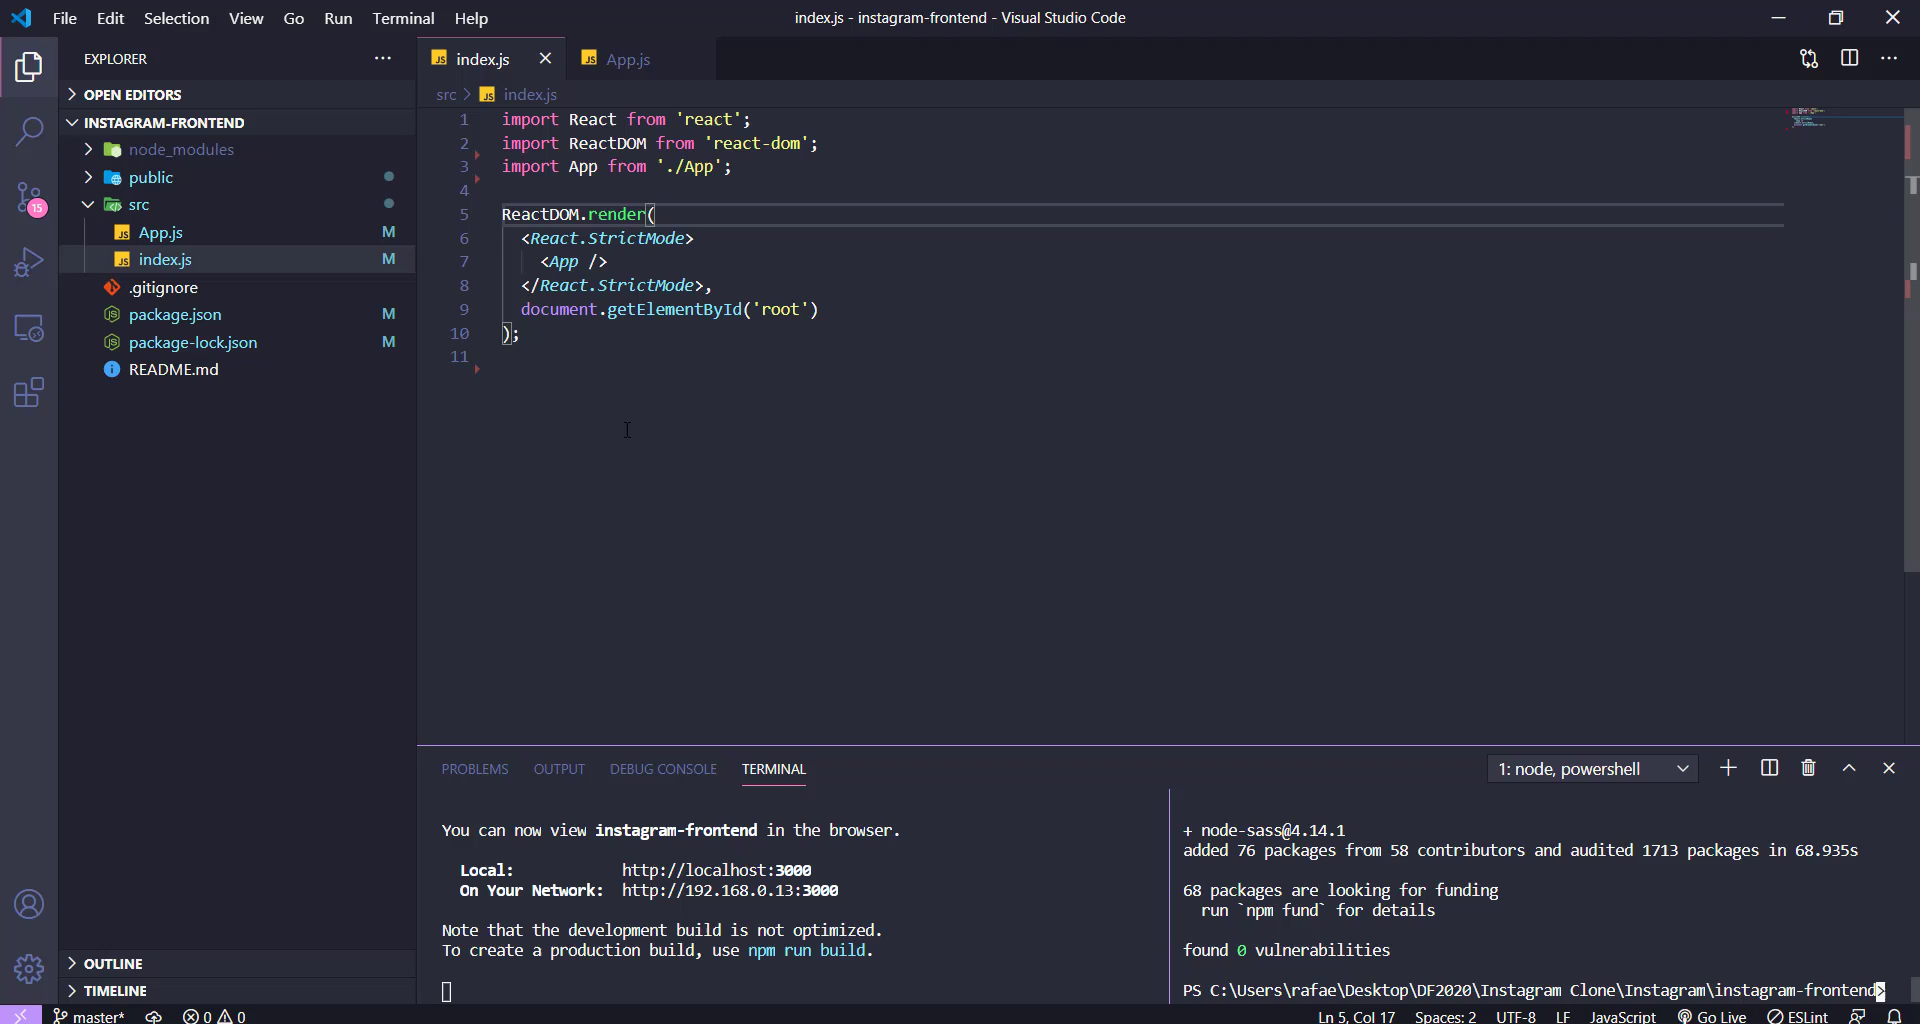 File Edit Selection View Go Run Terminal Help
index.js - instagram-frontend - Visual Studio Code
EXPLORER
OPEN EDITORS
INSTAGRAM-FRONTEND
node_modules
public
src
App.js M
index.js M
.gitignore
package.json M
package-lock.json M
README.md
OUTLINE
TIMELINE
15
index.js
App.js
src > index.js
1 import React from 'react';
2 import ReactDOM from 'react-dom';
3 import App from './App';
4
5 ReactDOM.render(
6 <React.StrictMode>
7 <App />
8 </React.StrictMode>,
9 document.getElementById('root')
10 );
11
PROBLEMS OUTPUT DEBUG CONSOLE TERMINAL
1: node, powershell
You can now view instagram-frontend in the browser.
Local: http://localhost:3000
On Your Network: http://192.168.0.13:3000
Note that the development build is not optimized.
To create a production build, use npm run build.
+ node-sass@4.14.1
added 76 packages from 58 contributors and audited 1713 packages in 68.935s
68 packages are looking for funding
run `npm fund` for details
found 0 vulnerabilities
PS C:\Users\rafae\Desktop\DF2020\Instagram Clone\Instagram\instagram-frontend>
master* 0 0
Ln 5, Col 17 Spaces: 2 UTF-8 LF JavaScript Go Live ESLint